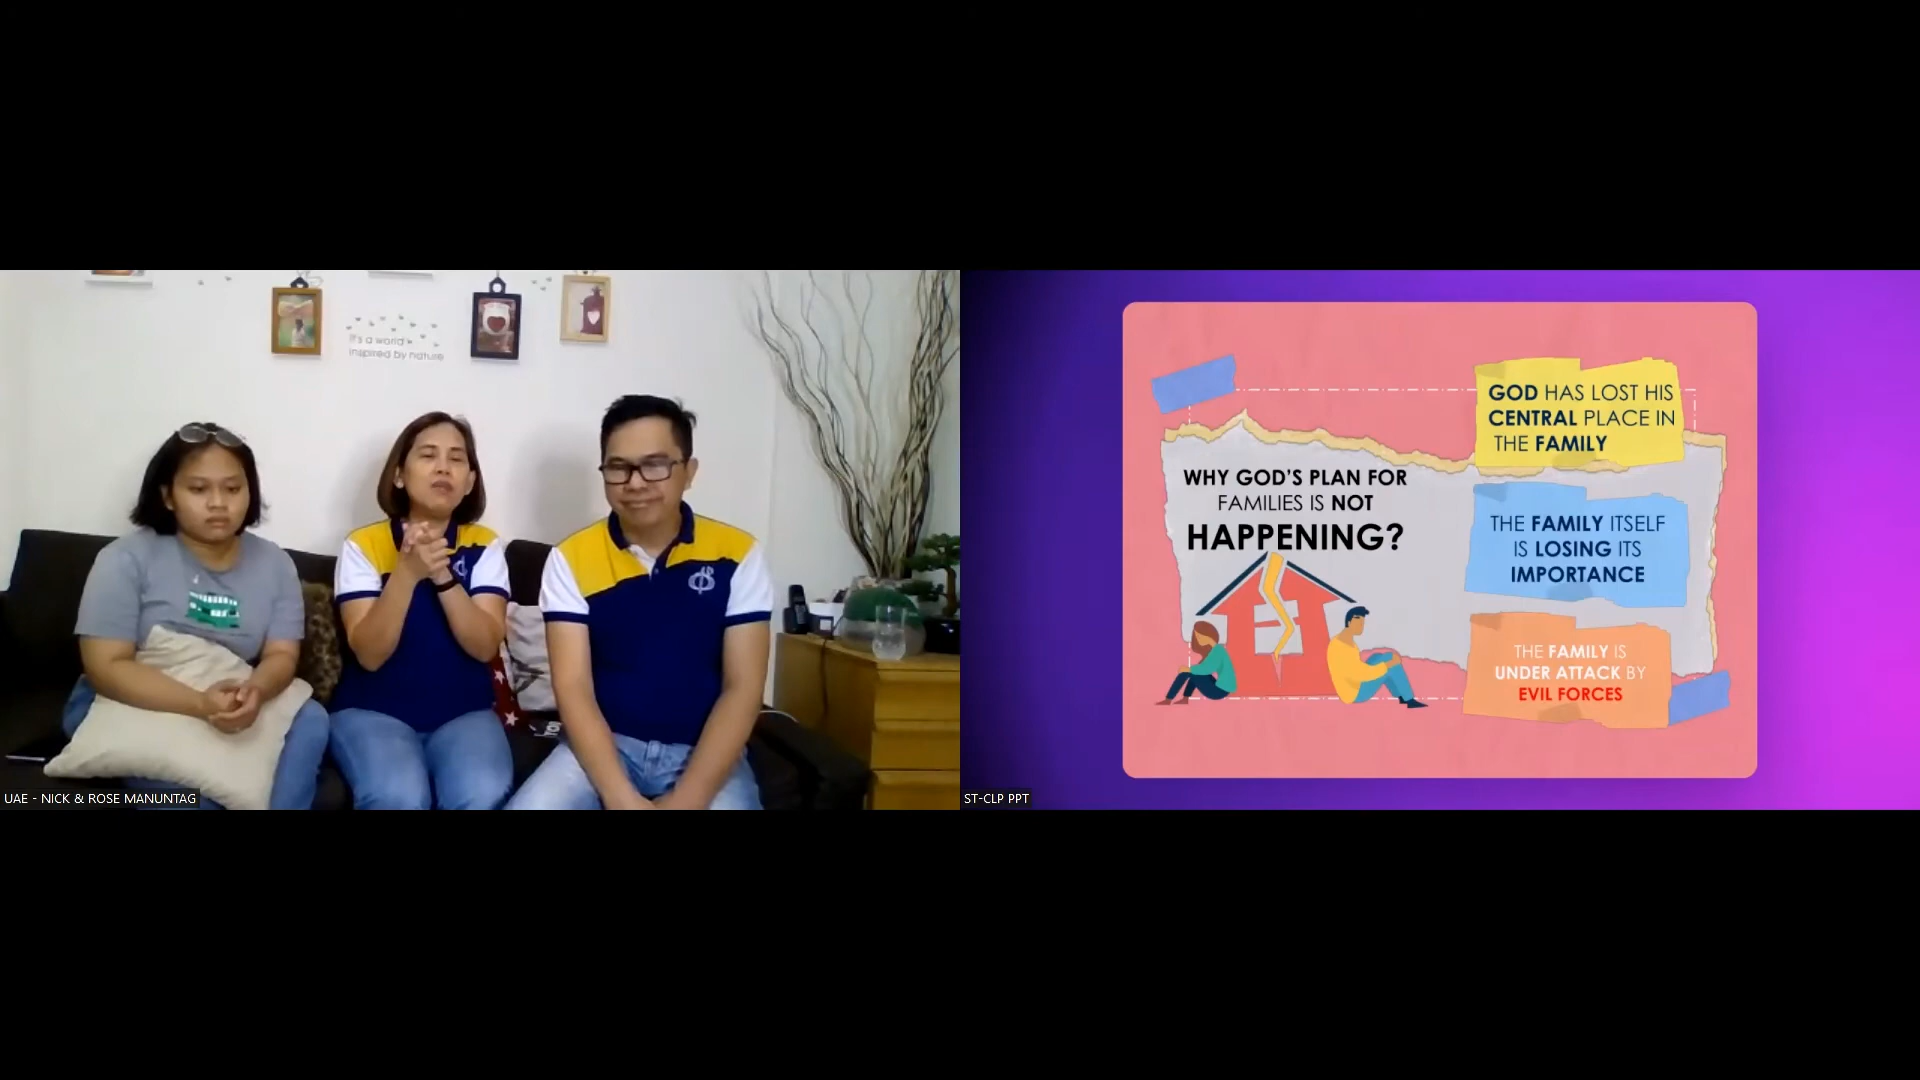 It's a world
inspired by nature
UAE - NICK & ROSE MANUNTAG
WHY GOD'S PLAN FOR
FAMILIES IS NOT
HAPPENING?
GOD HAS LOST HIS
CENTRAL PLACE IN
THE FAMILY
THE FAMILY ITSELF
IS LOSING ITS
IMPORTANCE
THE FAMILY IS
UNDER ATTACK BY
EVIL FORCES
ST-CLP PPT